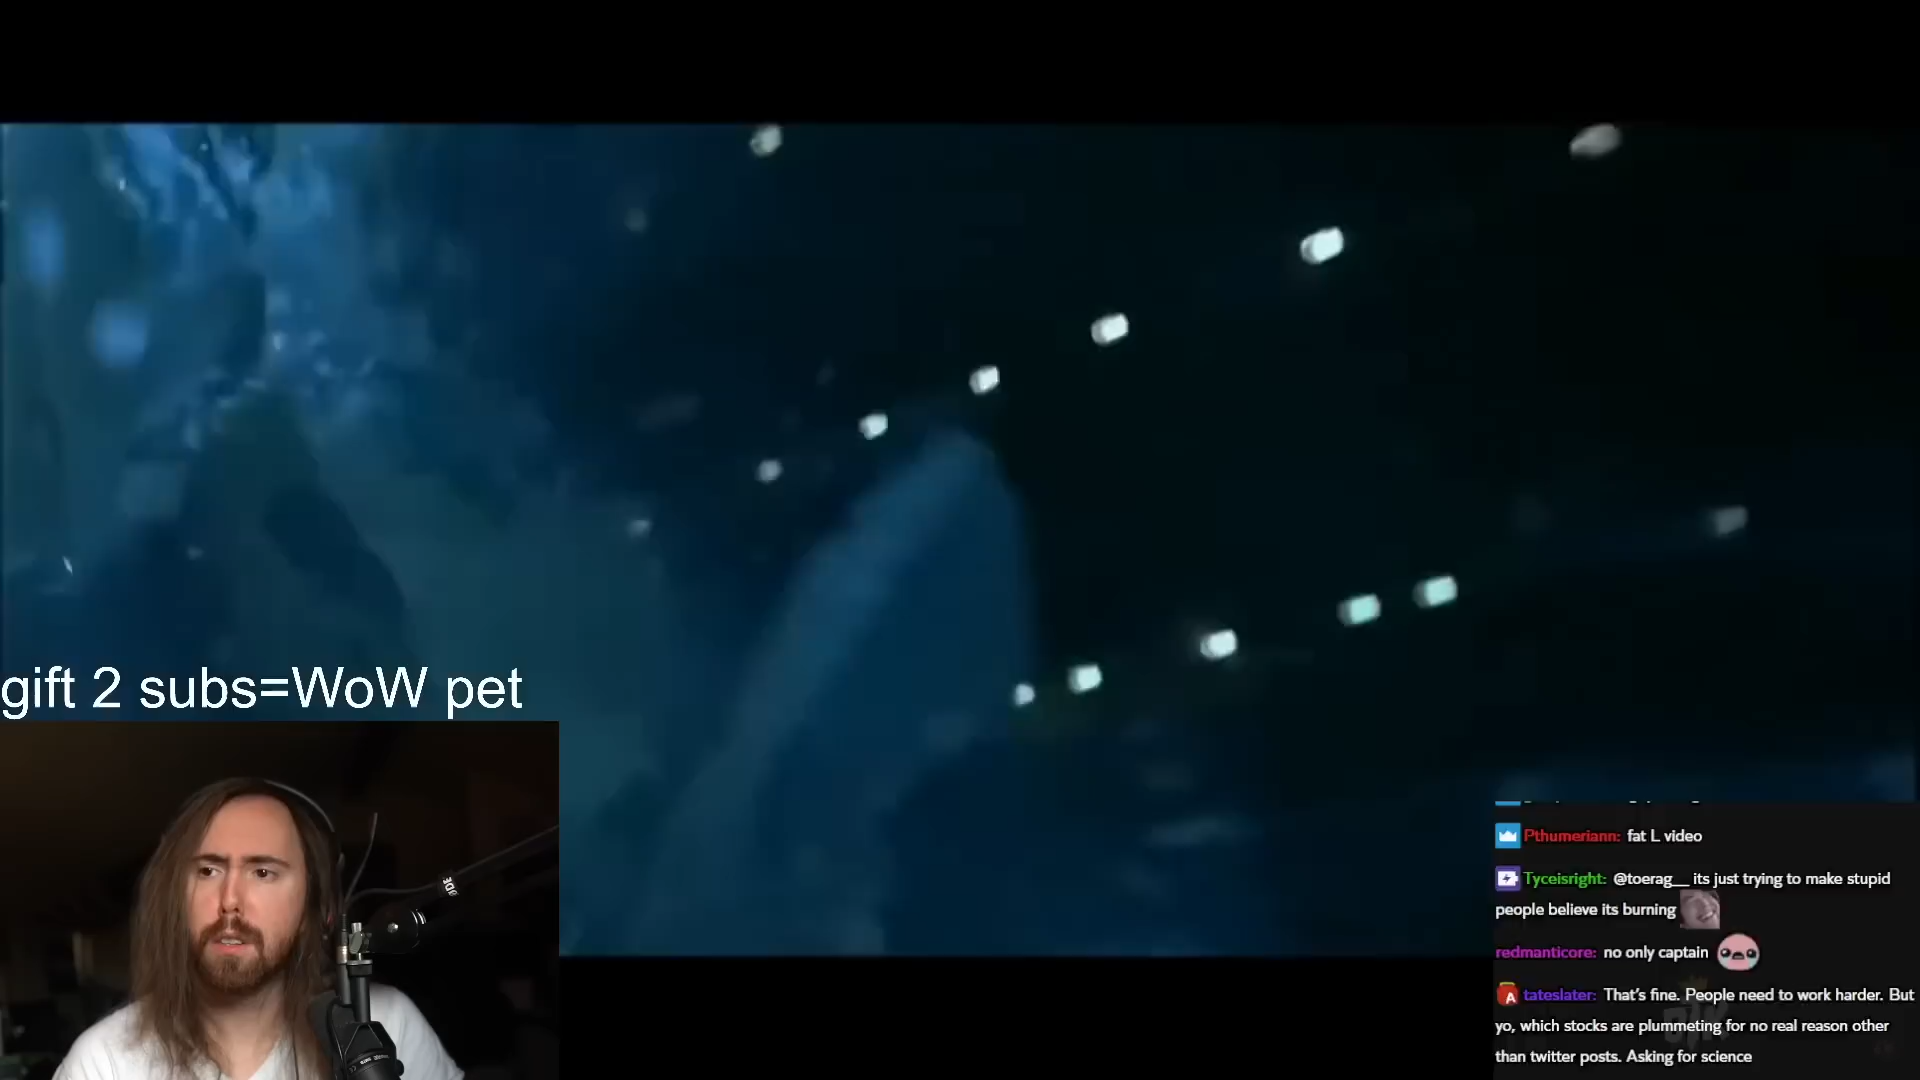 gift 2 subs=WoW pet
Pthumeriann: fat L video
Tyceisright: @toerag__ its just trying to make stupid
people believe its burning
redmanticore: no only captain
tateslater: That's fine. People need to work harder. But
yo, which stocks are plummeting for no real reason other
than twitter posts. Asking for science